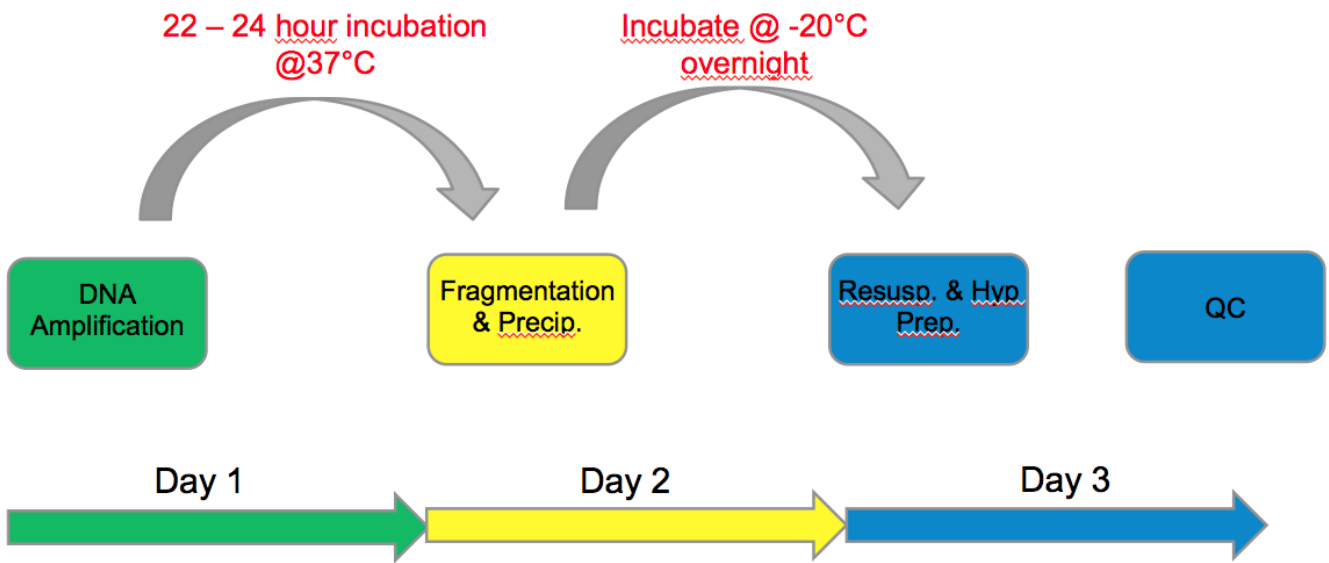 22 – 24 hour incubation
@37°C
Incubate @ -20°C
overnight
DNA
Amplification
Fragmentation
& Precip.
Resusp. & Hyp
Prep.
QC
Day 1
Day 2
Day 3